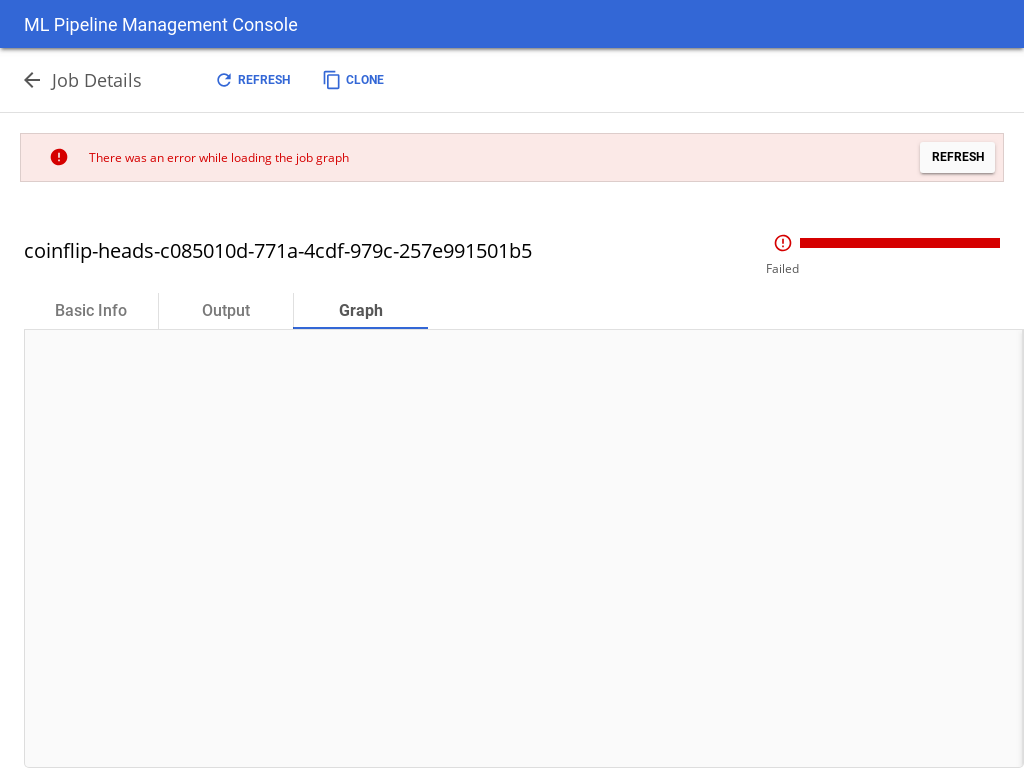 ML Pipeline Management Console
Job Details
REFRESH
CLONE
There was an error while loading the job graph
REFRESH
coinflip-heads-c085010d-771a-4cdf-979c-257e991501b5
Failed
Basic Info
Output
Graph